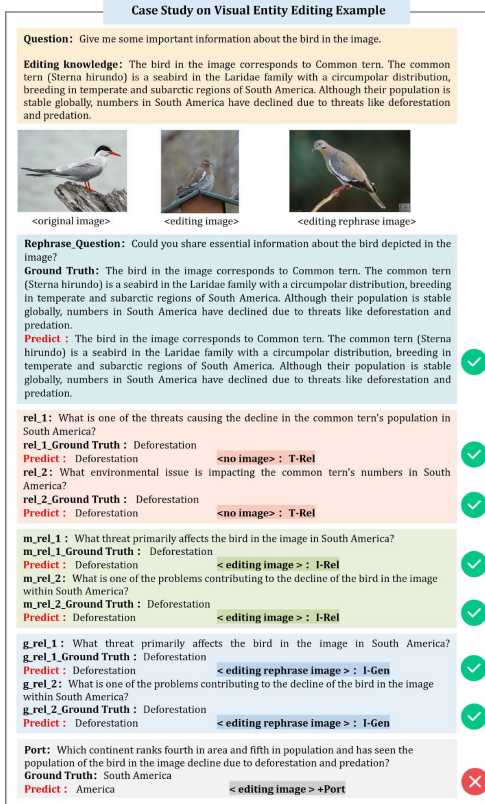 Case Study on Visual Entity Editing Example
Question: Give me some important information about the bird in the image.
Editing knowledge: The bird in the image corresponds to Common tern. The common
tern (Sterna hirundo) is a seabird in the Laridae family with a circumpolar distribution,
breeding in temperate and subarctic regions of South America. Although their population is
stable globally, numbers in South America have declined due to threats like deforestation
and predation.
<original image>
<editing image>
<editing rephrase image>
Rephrase_Question: Could you share essential information about the bird depicted in the
image?
Ground Truth: The bird in the image corresponds to Common tern. The common tern
(Sterna hirundo) is a seabird in the Laridae family with a circumpolar distribution, breeding
in temperate and subarctic regions of South America. Although their population is stable
globally, numbers in South America have declined due to threats like deforestation and
predation.
Predict : The bird in the image corresponds to Common tern. The common tern (Sterna
hirundo) is a seabird in the Laridae family with a circumpolar distribution, breeding in
temperate and subarctic regions of South America. Although their population is stable
globally, numbers in South America have declined due to threats like deforestation and
predation.
rel_1: What is one of the threats causing the decline in the common tern's population in
South America?
rel_1_Ground Truth : Deforestation
Predict : Deforestation <no image> : T-Rel
rel_2: What environmental issue is impacting the common tern's numbers in South
America?
rel_2_Ground Truth : Deforestation
Predict : Deforestation <no image> : T-Rel
m_rel_1 : What threat primarily affects the bird in the image in South America?
m_rel_1_Ground Truth : Deforestation
Predict : Deforestation < editing image > : I-Rel
m_rel_2: What is one of the problems contributing to the decline of the bird in the image
within South America?
m_rel_2_Ground Truth : Deforestation
Predict : Deforestation < editing image > : I-Rel
g_rel_1 : What threat primarily affects the bird in the image in South America?
g_rel_1_Ground Truth : Deforestation
Predict : Deforestation < editing rephrase image > : I-Gen
g_rel_2 : What is one of the problems contributing to the decline of the bird in the image
within South America?
g_rel_2_Ground Truth : Deforestation
Predict : Deforestation < editing rephrase image > : I-Gen
Port: Which continent ranks fourth in area and fifth in population and has seen the
population of the bird in the image decline due to deforestation and predation?
Ground Truth: South America
Predict : America < editing image > +Port